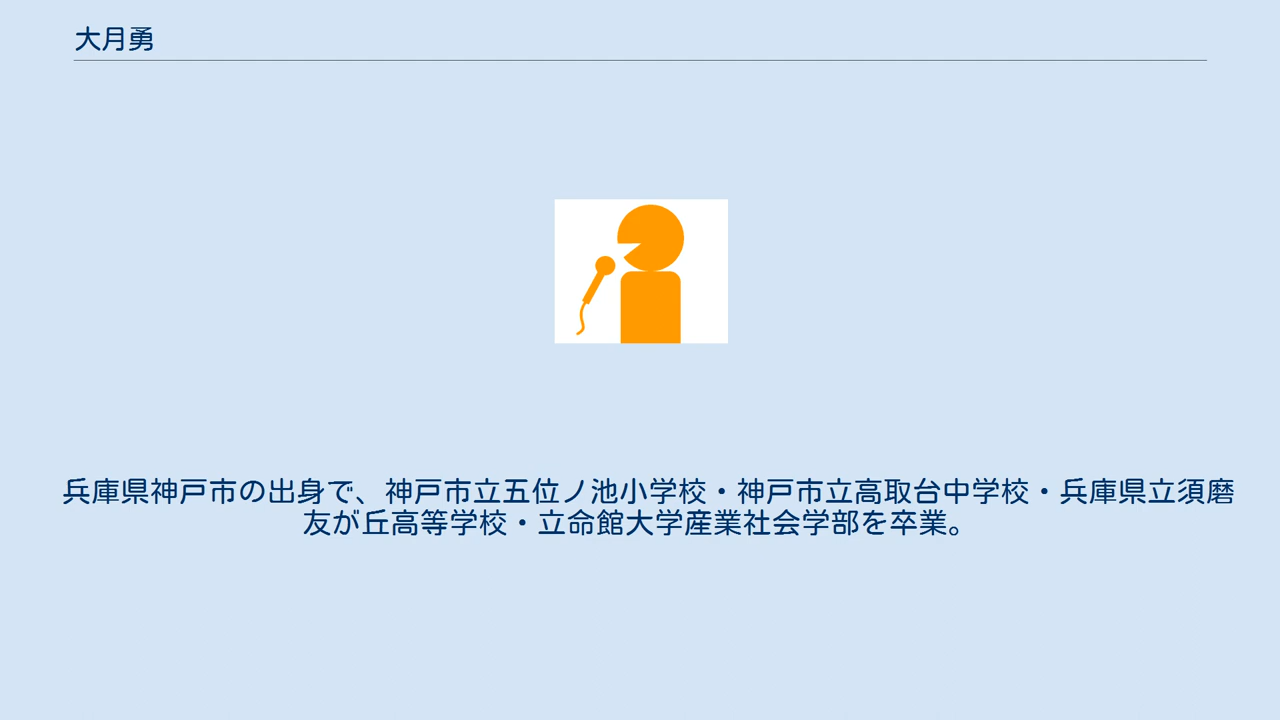 大月勇
兵庫県神戸市の出身で、神戸市立五位ノ池小学校・神戸市立高取台中学校・兵庫県立須磨
友が丘高等学校・立命館大学産業社会学部を卒業。